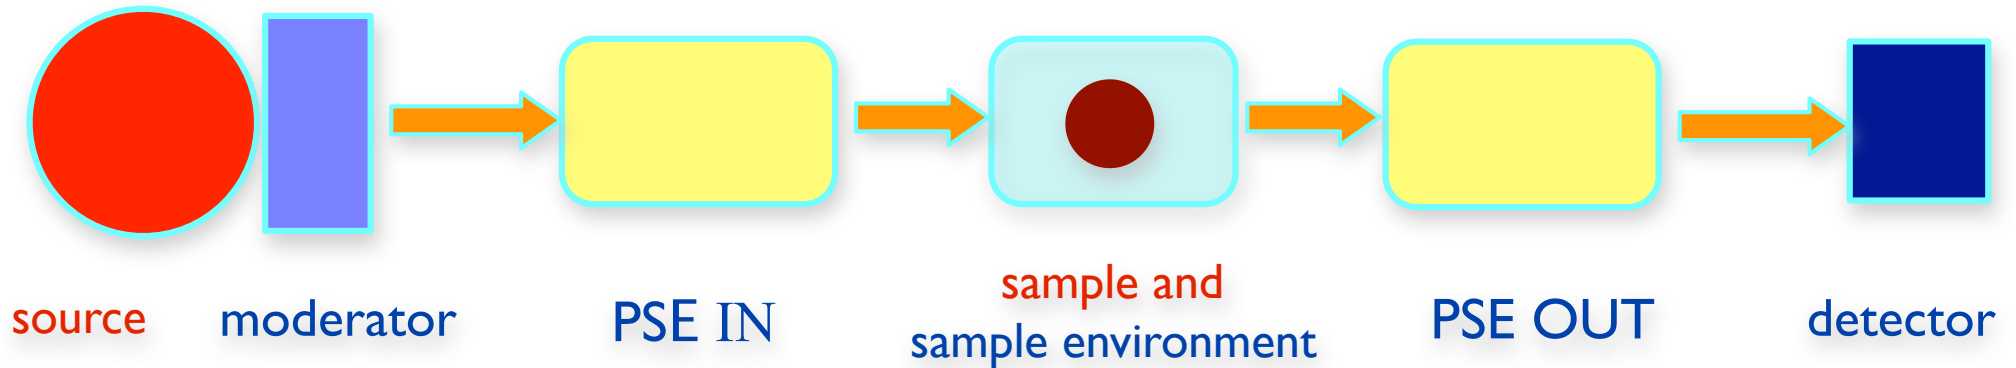 source
moderator
PSE IN
sample and
sample environment
PSE OUT
detector